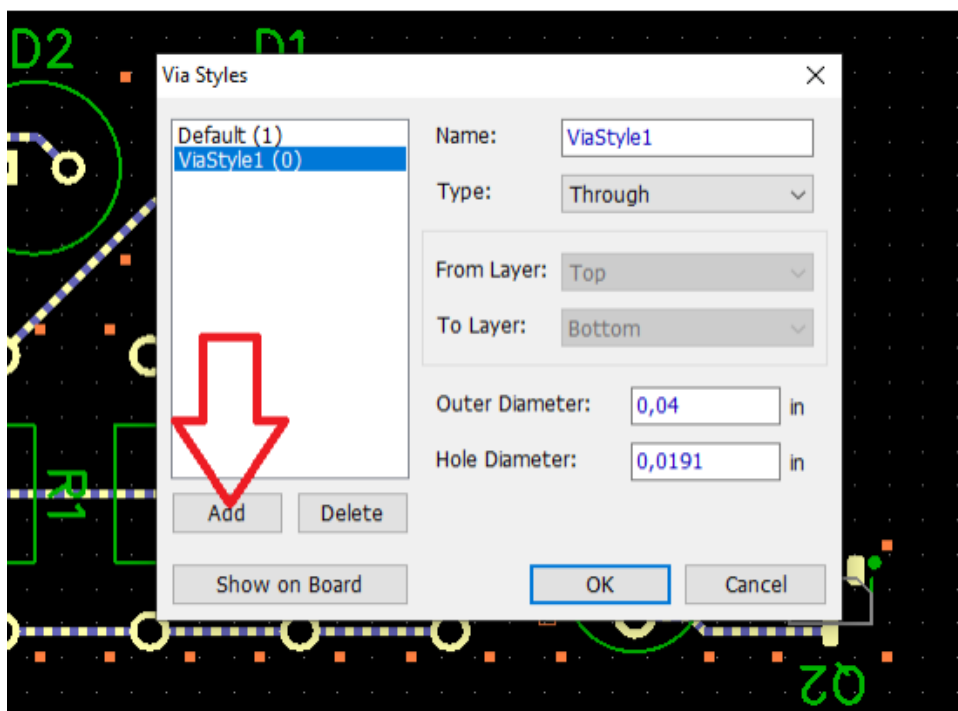 D2
D1
Via Styles
Default (1)
ViaStyle1 (0)
Name: ViaStyle1
Type: Through
From Layer: Top
To Layer: Bottom
Outer Diameter: 0,04 in
Hole Diameter: 0,0191 in
Add Delete
Show on Board OK Cancel
R1
Q2